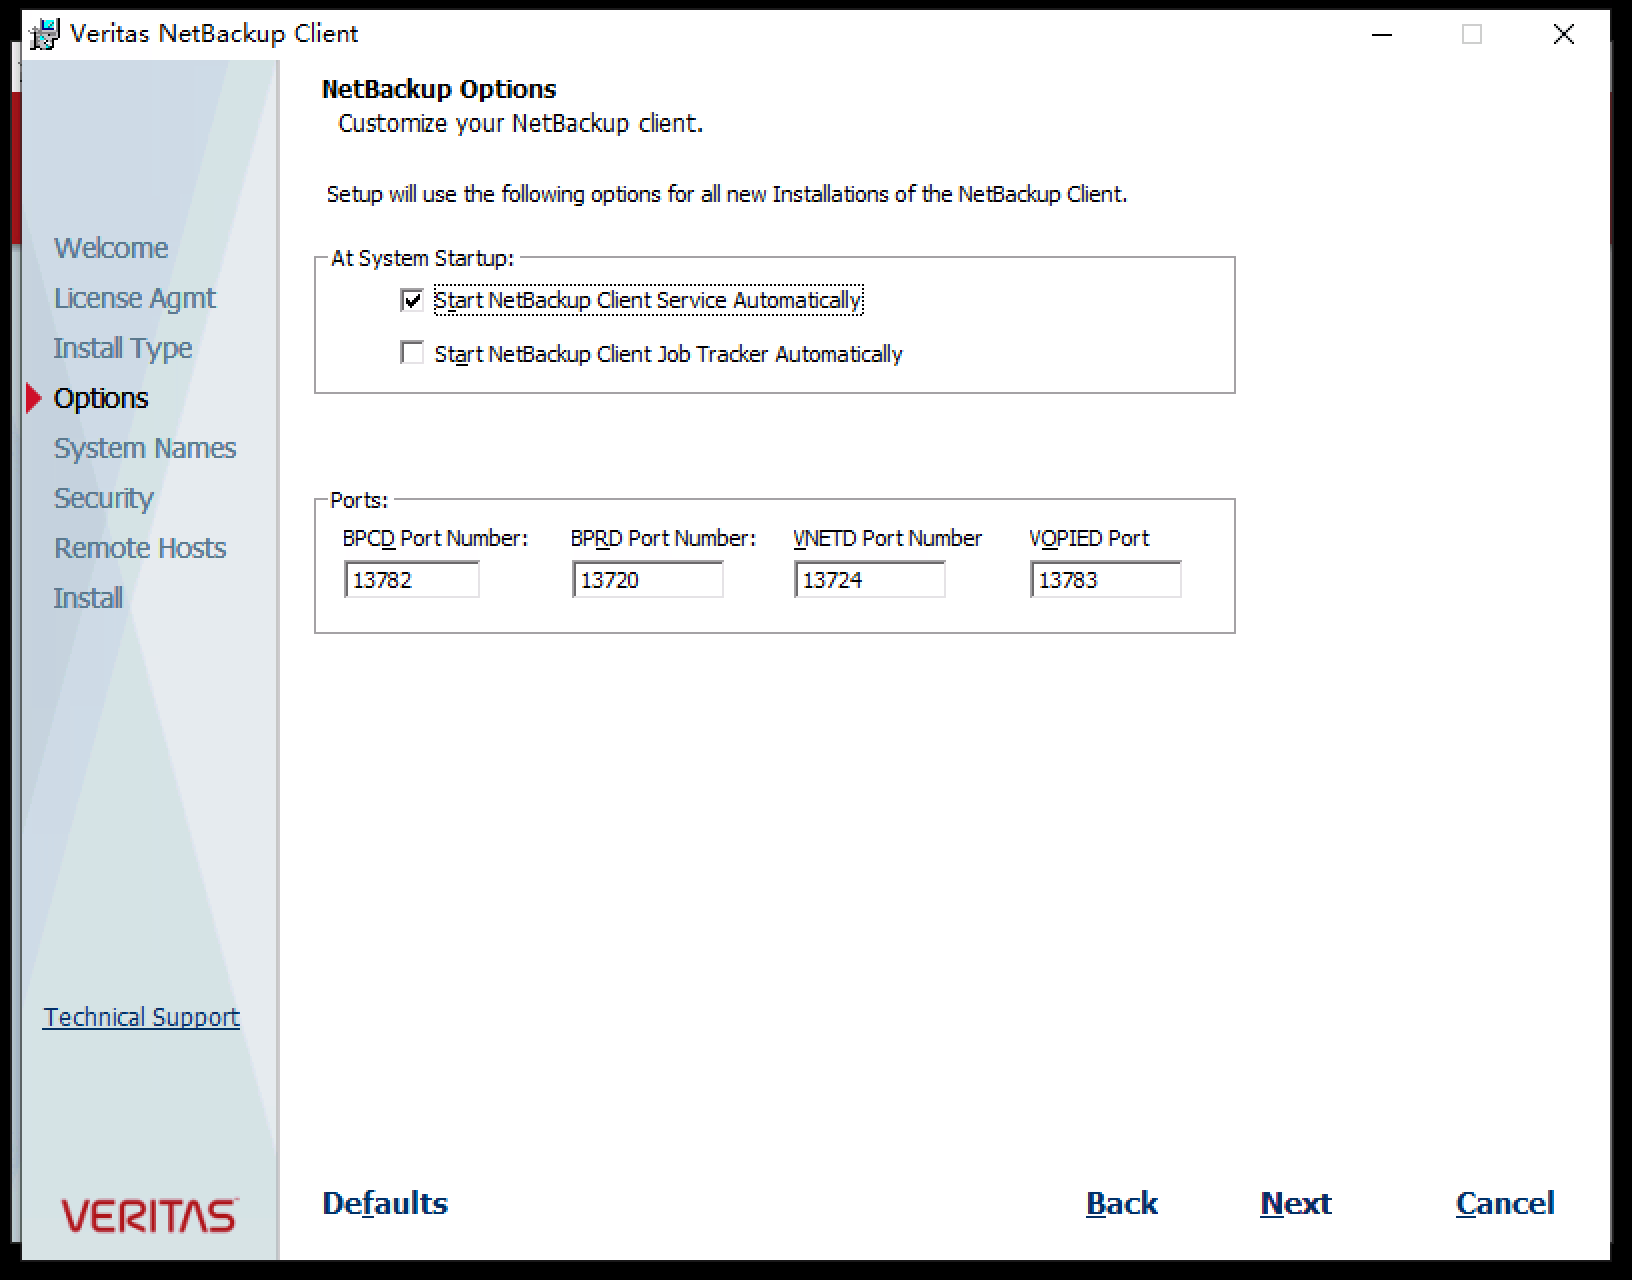 Veritas NetBackup Client
NetBackup Options
Customize your NetBackup client.
Setup will use the following options for all new Installations of the NetBackup Client.
Welcome
License Agmt
Install Type
Options
System Names
Security
Remote Hosts
Install
At System Startup:
Start NetBackup Client Service Automatically
Start NetBackup Client Job Tracker Automatically
Ports:
BPCD Port Number: BPRD Port Number: VNETD Port Number VOPIED Port
13782 13720 13724 13783
Technical Support
VERITAS
Defaults Back Next Cancel